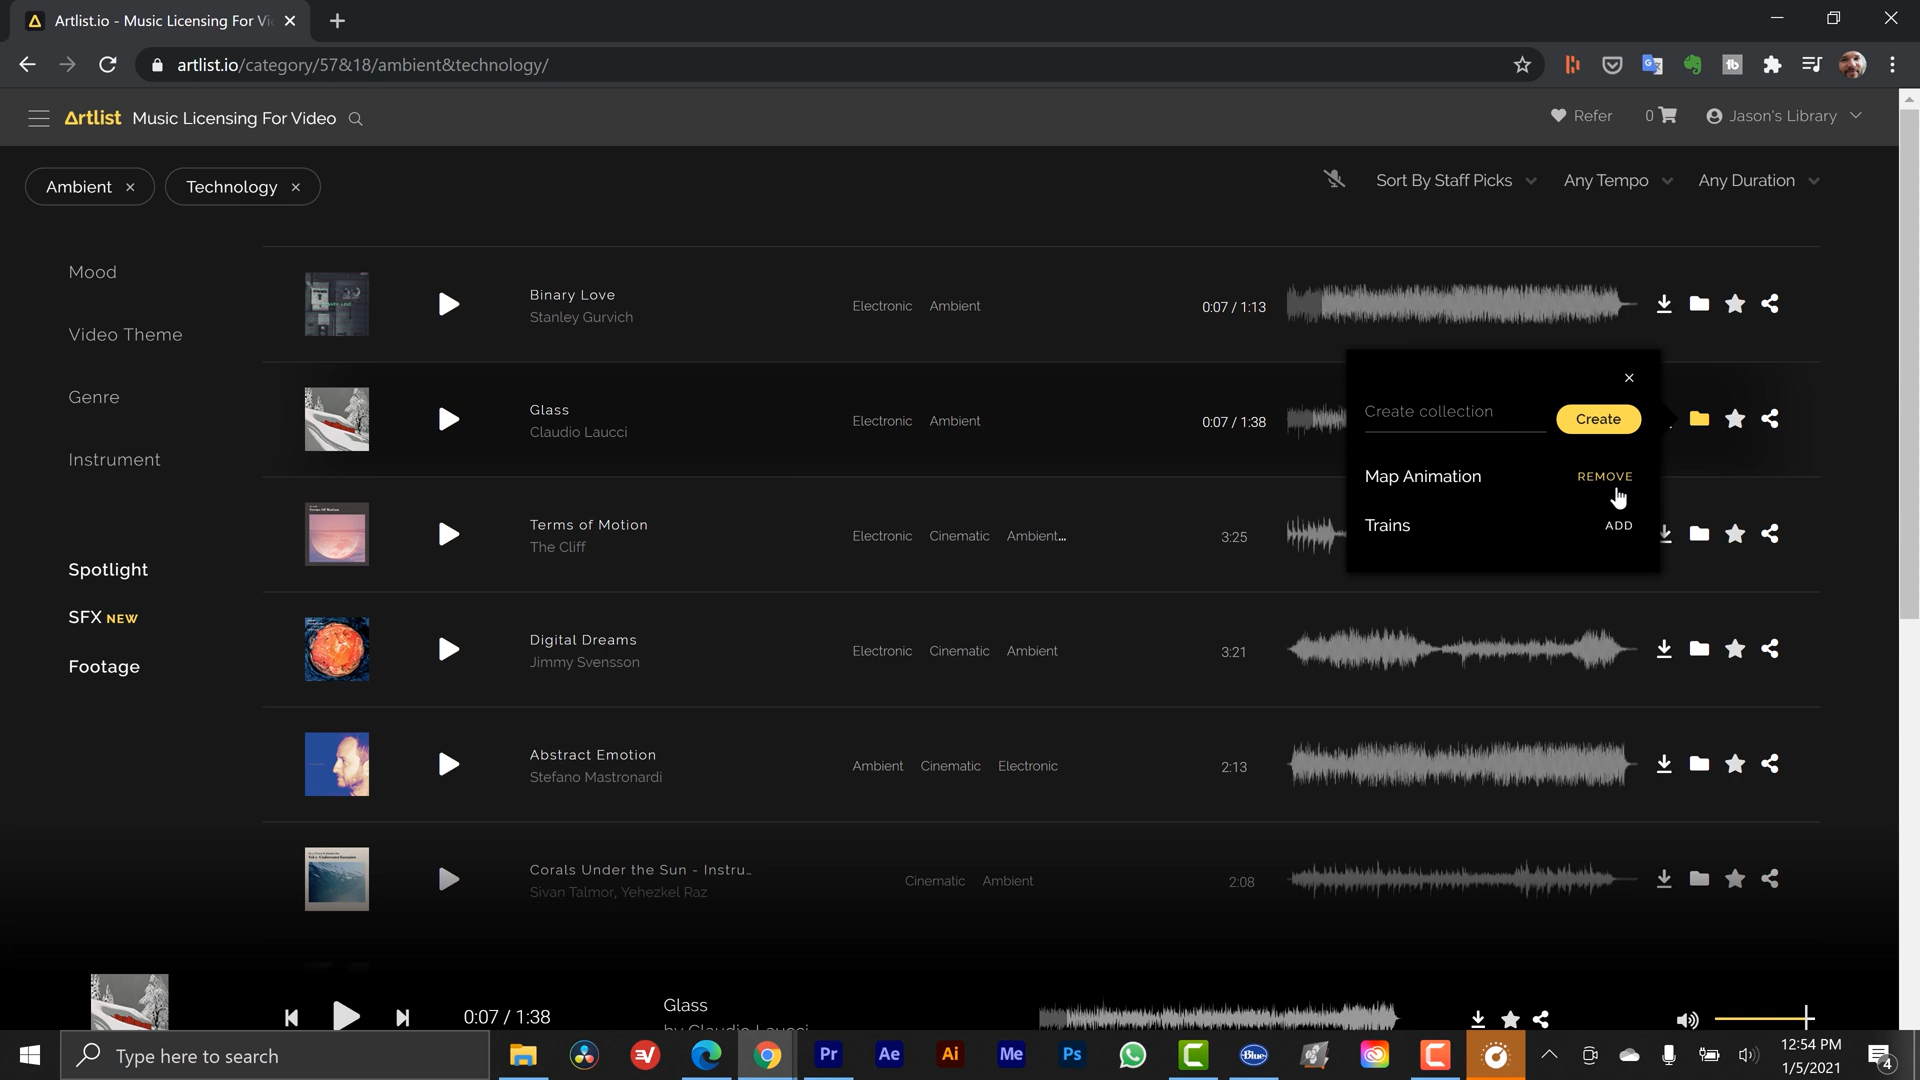 Artlist.io - Music Licensing For Vi
artlist.io/category/57&18/ambient&technology/
Artlist Music Licensing For Video
Refer
0
Jason's Library
Ambient ×
Technology ×
Sort By Staff Picks
Any Tempo
Any Duration
Mood
Video Theme
Genre
Instrument
Spotlight
SFX NEW
Footage
Binary Love
Stanley Gurvich
Electronic Ambient
0:07 / 1:13
Glass
Claudio Laucci
Electronic Ambient
0:07 / 1:38
Create collection
Create
Map Animation REMOVE
Trains ADD
Terms of Motion
The Cliff
Electronic Cinematic Ambient...
3:25
Digital Dreams
Jimmy Svensson
Electronic Cinematic Ambient
3:21
Abstract Emotion
Stefano Mastronardi
Ambient Cinematic Electronic
2:13
Corals Under the Sun - Instru...
Sivan Talmor, Yehezkel Raz
Cinematic Ambient
2:08
0:07 / 1:38
Glass
by Claudio Laucci
Type here to search
Pr
Ae
Ai
Me
Ps
Blue
12:54 PM
1/5/2021
4